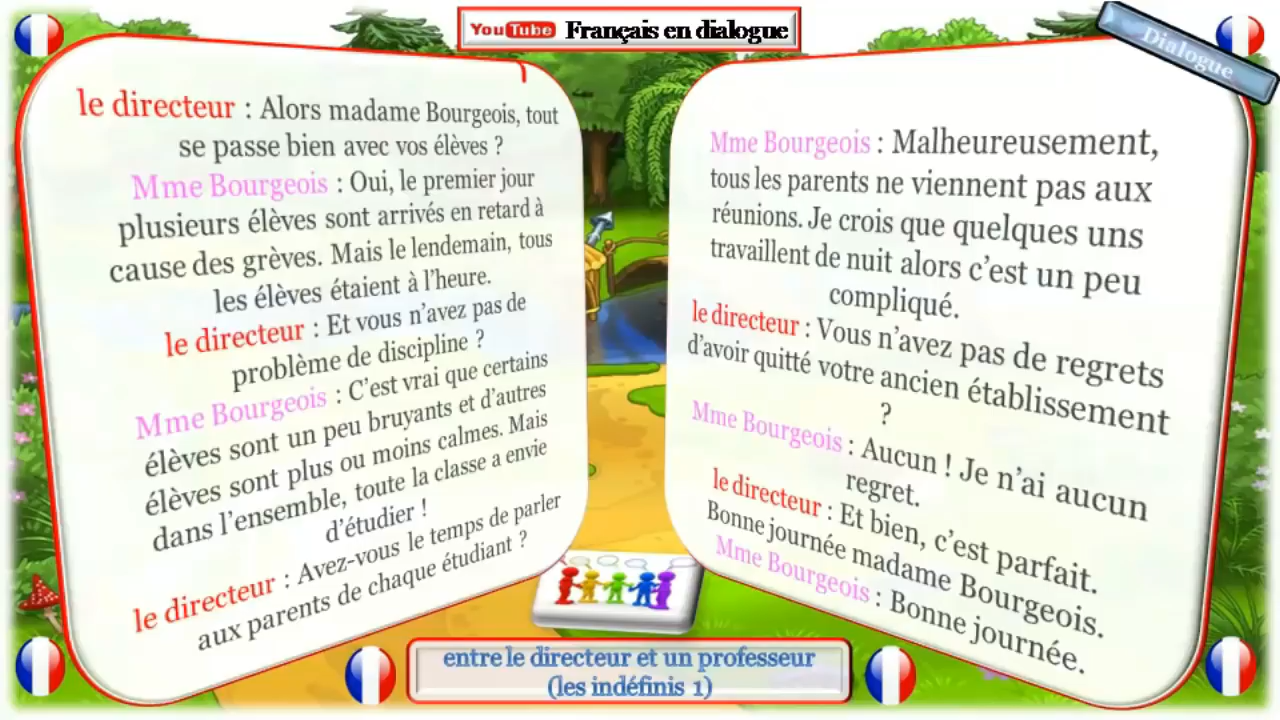 YouTube Français en dialogue
Dialogue
le directeur : Alors madame Bourgeois, tout
se passe bien avec vos élèves ?
Mme Bourgeois : Oui, le premier jour
plusieurs élèves sont arrivés en retard à
cause des grèves. Mais le lendemain, tous
les élèves étaient à l’heure.
le directeur : Et vous n’avez pas de
problème de discipline ?
Mme Bourgeois : C’est vrai que certains
élèves sont un peu bruyants et d’autres
élèves sont plus ou moins calmes. Mais
dans l’ensemble, toute la classe a envie
d’étudier !
le directeur : Avez-vous le temps de parler
aux parents de chaque étudiant ?
Mme Bourgeois : Malheureusement,
tous les parents ne viennent pas aux
réunions. Je crois que quelques uns
travaillent de nuit alors c’est un peu
compliqué.
le directeur : Vous n’avez pas de regrets
d’avoir quitté votre ancien établissement
?
Mme Bourgeois : Aucun ! Je n’ai aucun
regret.
le directeur : Et bien, c’est parfait.
Bonne journée madame Bourgeois.
Mme Bourgeois : Bonne journée.
entre le directeur et un professeur
(les indéfinis 1)